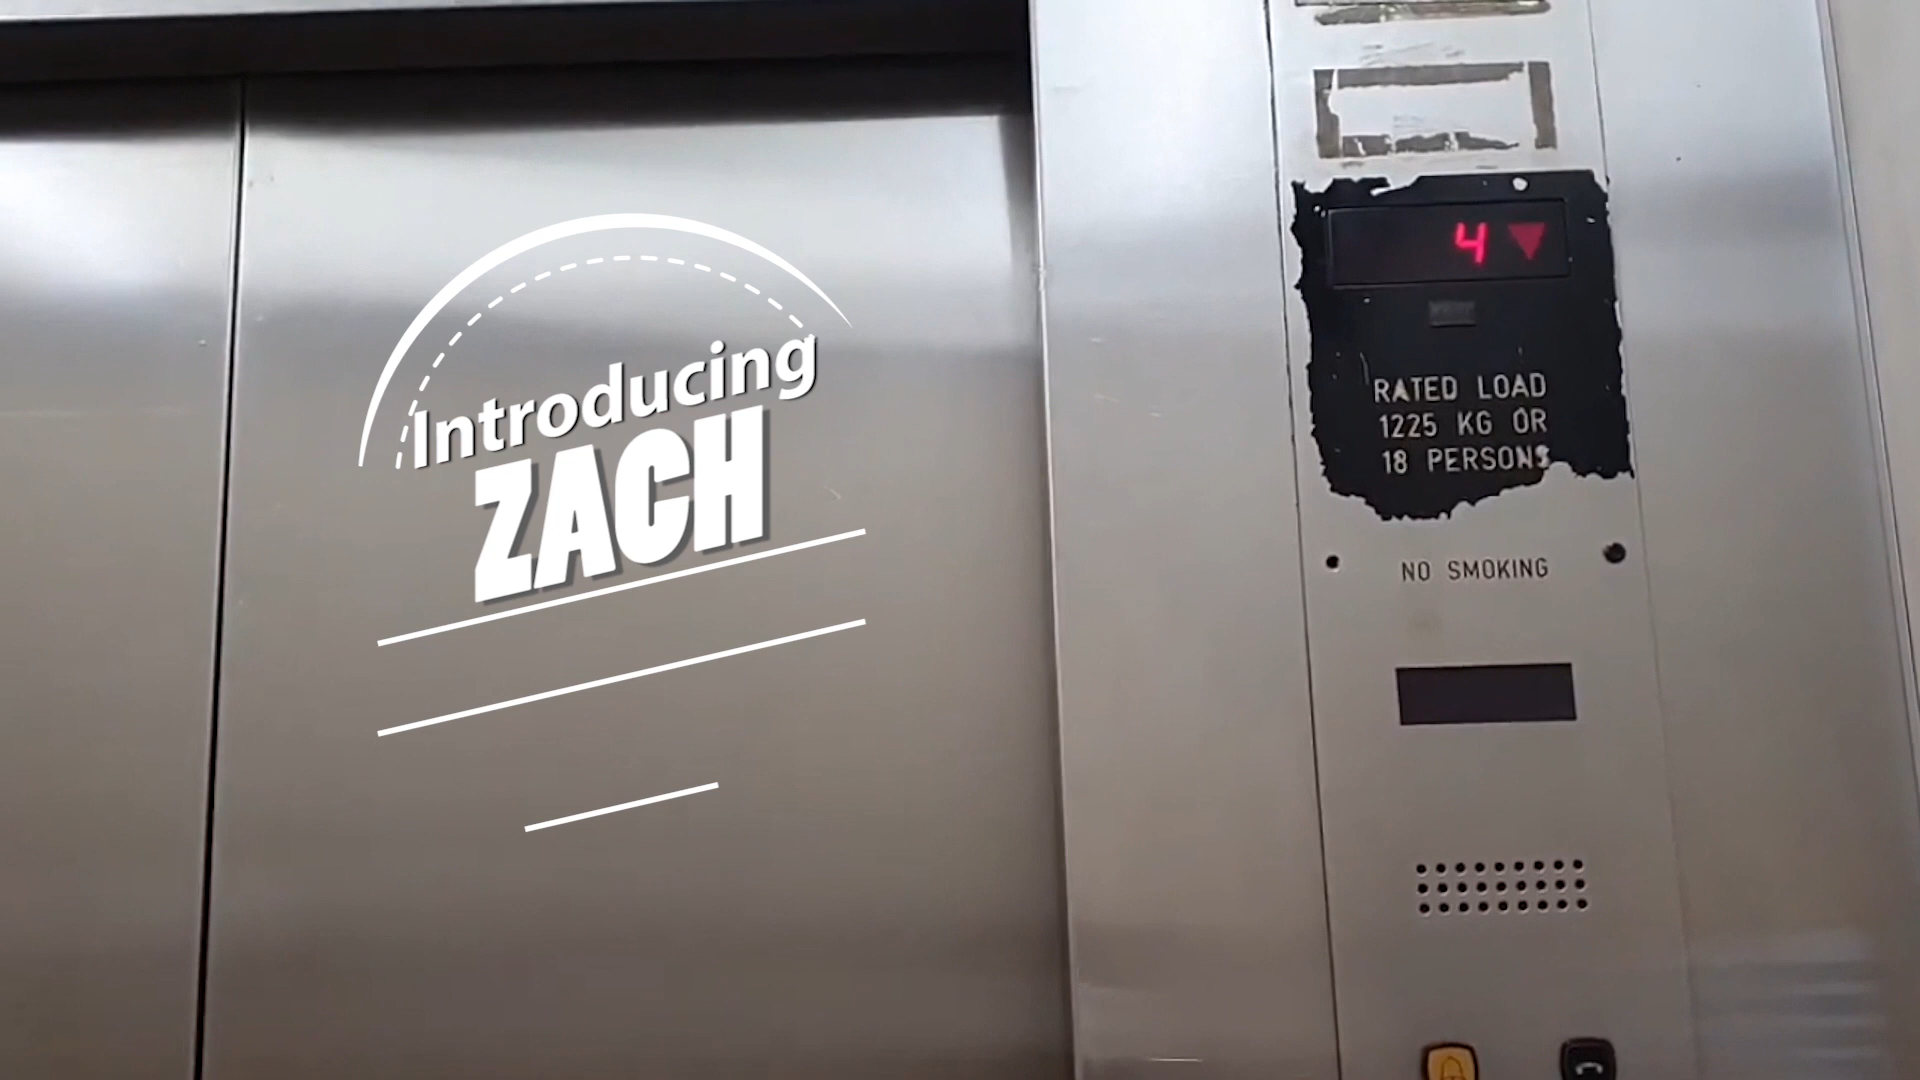 Introducing
ZACH
4
RATED LOAD
1225 KG OR
18 PERSONS
NO SMOKING